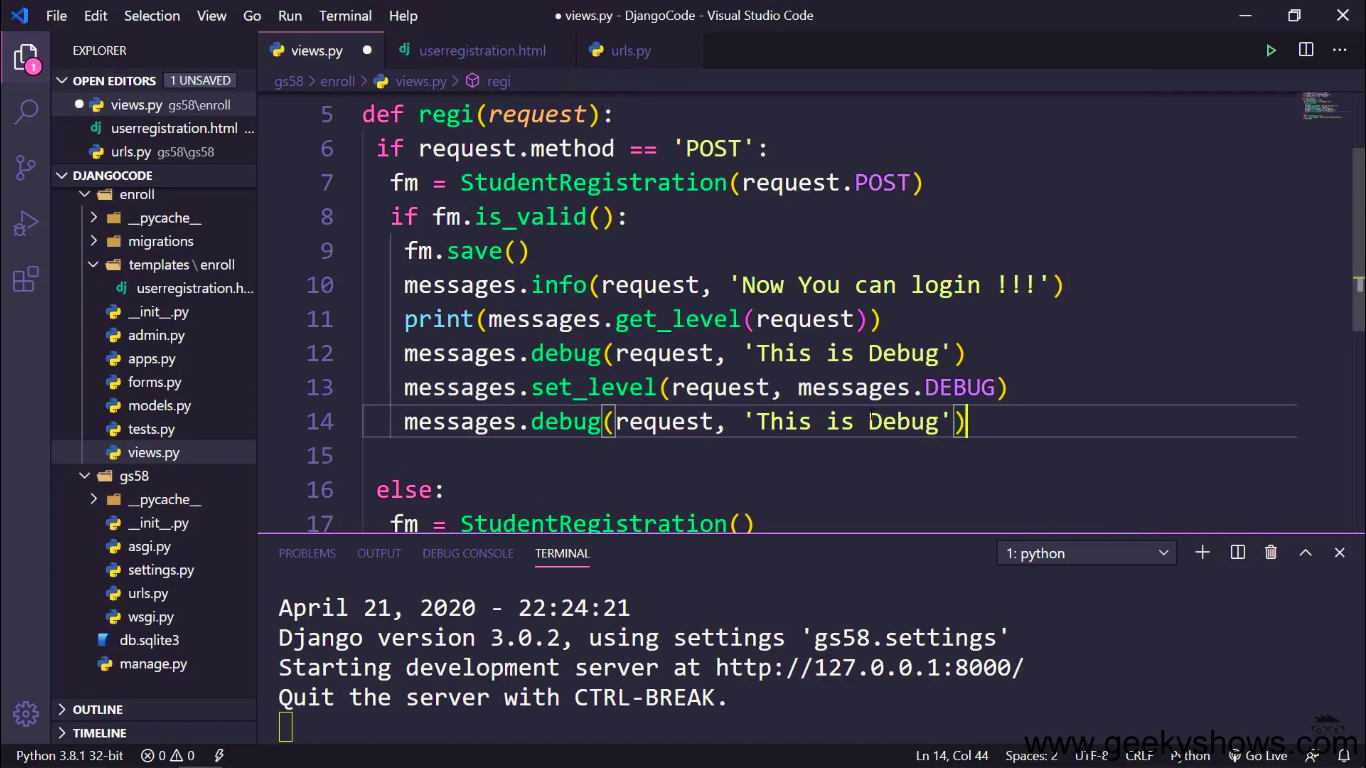 File Edit Selection View Go Run Terminal Help
● views.py - DjangoCode - Visual Studio Code
EXPLORER
OPEN EDITORS 1 UNSAVED
views.py gs58\enroll
userregistration.html ...
urls.py gs58\gs58
DJANGOCODE
enroll
__pycache__
migrations
templates \ enroll
userregistration.h...
__init__.py
admin.py
apps.py
forms.py
models.py
tests.py
views.py
gs58
__pycache__
__init__.py
asgi.py
settings.py
urls.py
wsgi.py
db.sqlite3
manage.py
OUTLINE
TIMELINE
1
views.py ● userregistration.html urls.py
gs58 > enroll > views.py > regi
5 def regi(request):
6 if request.method == 'POST':
7 fm = StudentRegistration(request.POST)
8 if fm.is_valid():
9 fm.save()
10 messages.info(request, 'Now You can login !!!')
11 print(messages.get_level(request))
12 messages.debug(request, 'This is Debug')
13 messages.set_level(request, messages.DEBUG)
14 messages.debug(request, 'This is Debug')
15
16 else:
17 fm = StudentRegistration()
PROBLEMS OUTPUT DEBUG CONSOLE TERMINAL 1: python
April 21, 2020 - 22:24:21
Django version 3.0.2, using settings 'gs58.settings'
Starting development server at http://127.0.0.1:8000/
Quit the server with CTRL-BREAK.
www.geekyshows.com
Python 3.8.1 32-bit 0 0 Ln 14, Col 44 Spaces: 2 UTF-8 CRLF Python Go Live